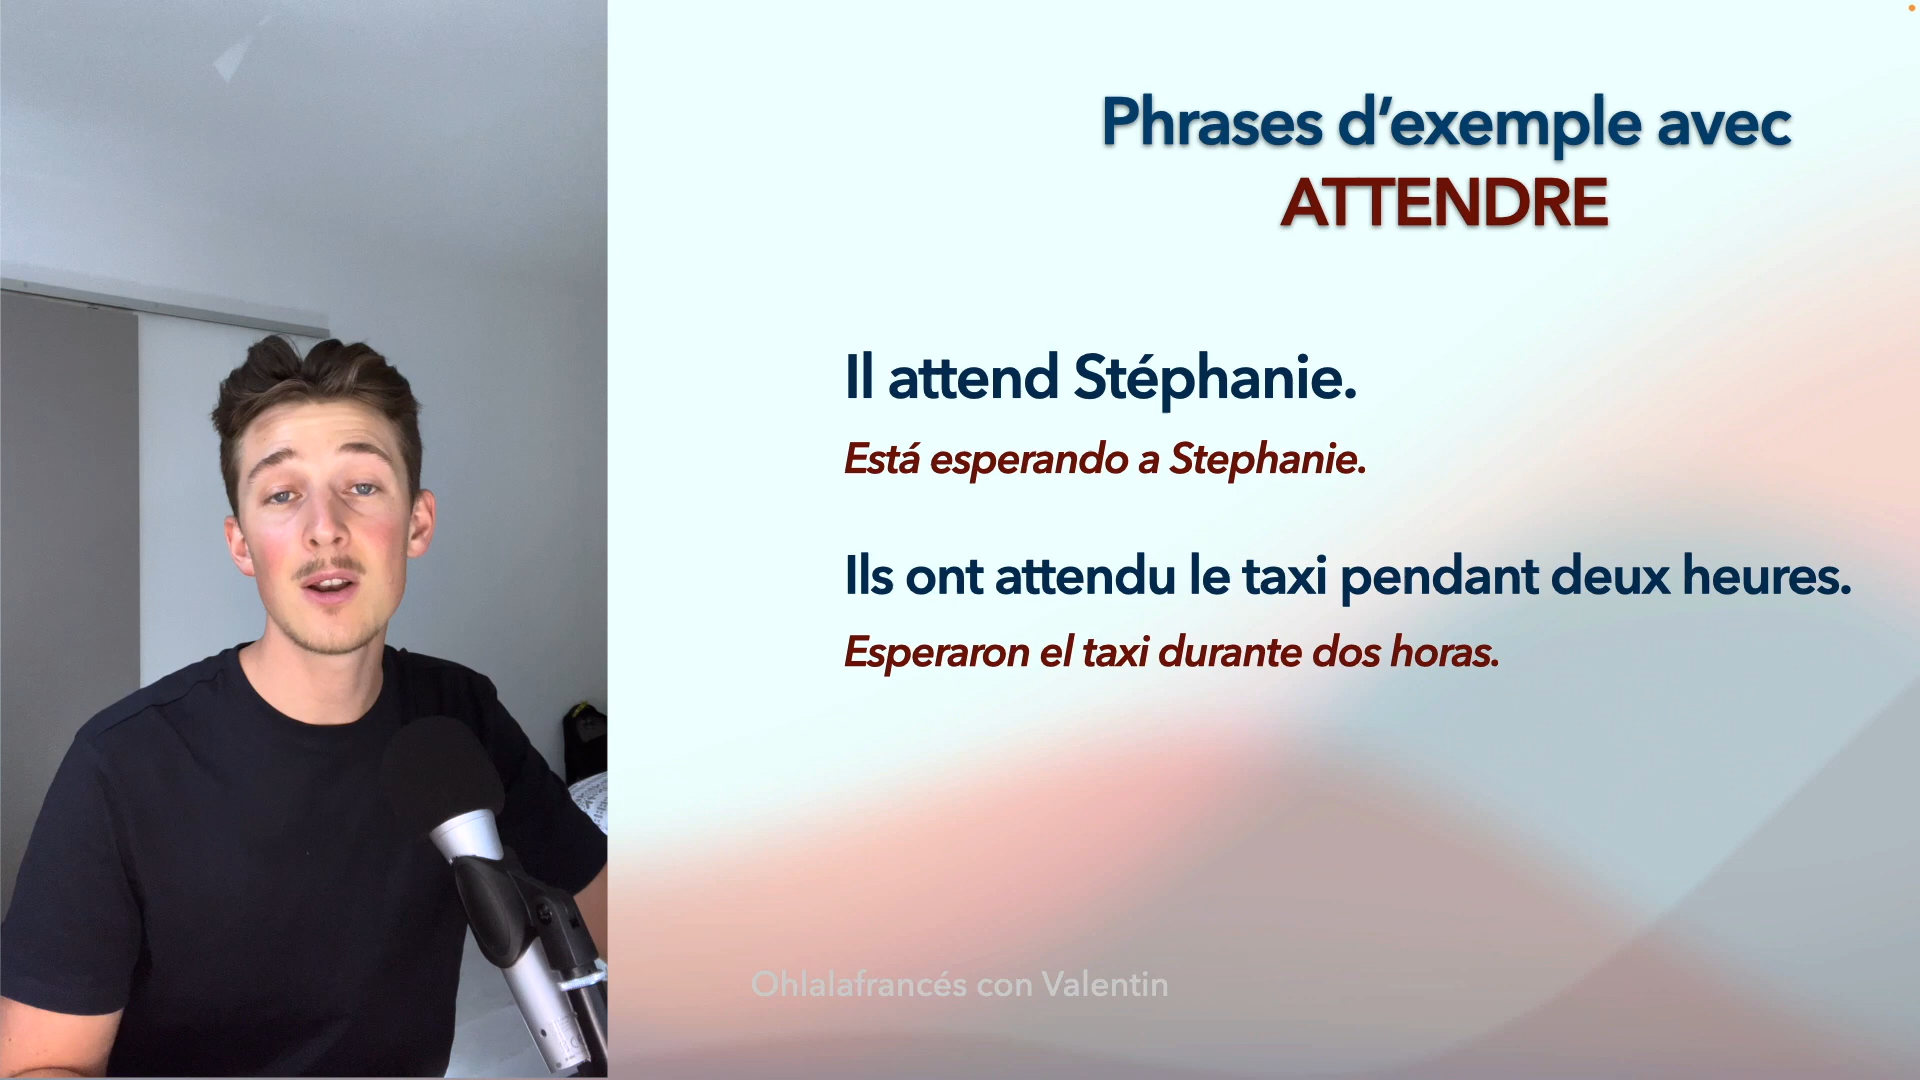 Phrases d’exemple avec
ATTENDRE
Il attend Stéphanie.
Está esperando a Stephanie.
Ils ont attendu le taxi pendant deux heures.
Esperaron el taxi durante dos horas.
Ohlalafrancés con Valentin